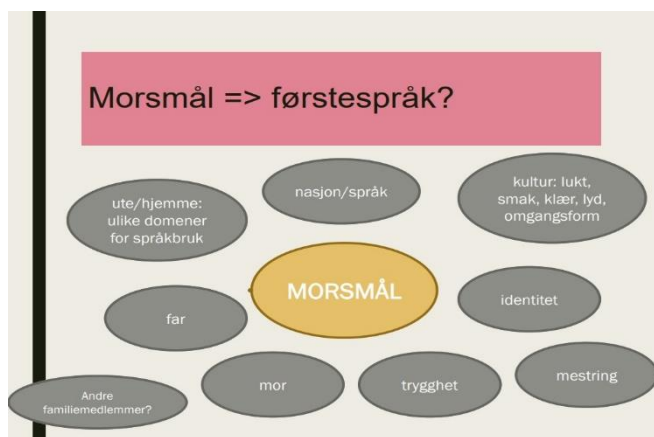 Morsmål => førstespråk?
nasjon/språk
kultur: lukt,
smak, klær, lyd,
omgangsform
ute/hjemme:
ulike domener
for språkbruk
MORSMÅL
identitet
far
mor
trygghet
mestring
Andre
familiemedlemmer?